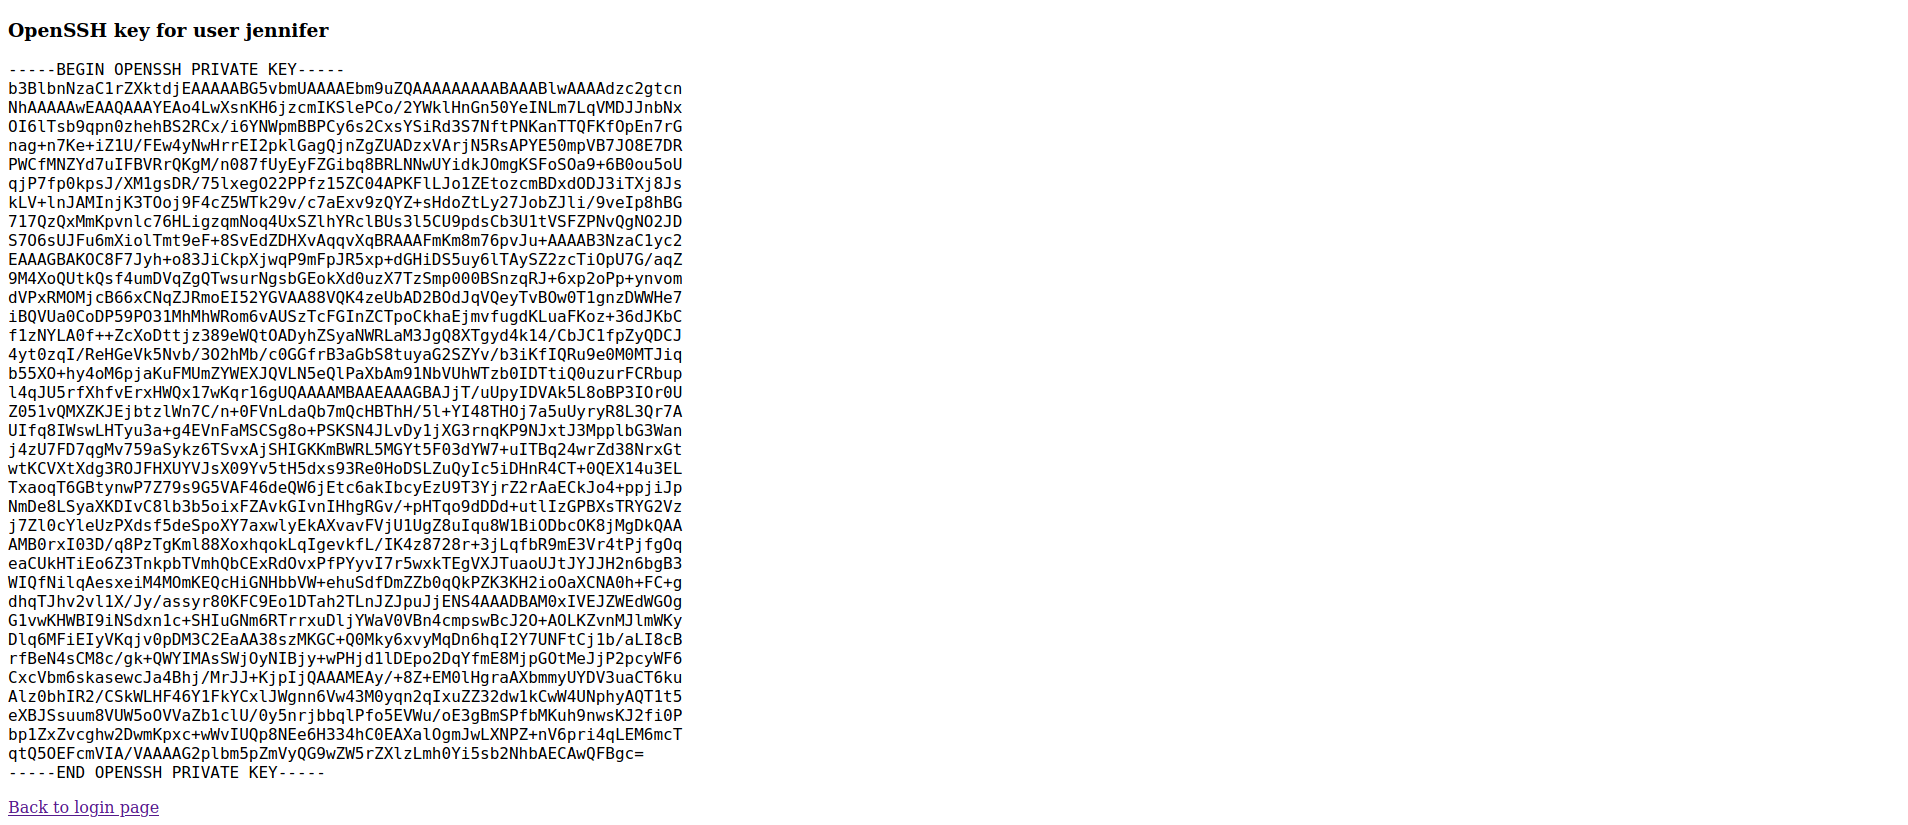 OpenSSH key for user jennifer
-----BEGIN OPENSSH PRIVATE KEY-----
b3BlbnNzaC1rZXktdjEAAAAABG5vbmUAAAAEbm9uZQAAAAAAAAABAAABlwAAAAdzc2gtcn
NhAAAAAwEAAQAAAYEAo4LwXsnKH6jzcmIKSlePCo/2YWklHnGn50YeINLm7LqVMDJJnbNx
OI6lTsb9qpn0zhehBS2RCx/i6YNWpmBBPCy6s2CxsYSiRd3S7NftPNKanTTQFKfOpEn7rG
nag+n7Ke+iZ1U/FEw4yNwHrrEI2pklGagQjnZgZUADzxVArjN5RsAPYE50mpVB7JO8E7DR
PWCfMNZYd7uIFBVRrQKgM/n087fUyEyFZGibq8BRLNNwUYidkJOmgKSFoSOa9+6B0ou5oU
qjP7fp0kpsJ/XM1gsDR/75lxegO22PPfz15ZC04APKFlLJo1ZEtozcmBDxdODJ3iTXj8Js
kLV+lnJAMInjK3TOoj9F4cZ5WTk29v/c7aExv9zQYZ+sHdoZtLy27JobZJli/9veIp8hBG
717QzQxMmKpvnlc76HLigzqmNoq4UxSZlhYRclBUs3l5CU9pdsCb3U1tVSFZPNvQgNO2JD
S7O6sUJFu6mXiolTmt9eF+8SvEdZDHXvAqqvXqBRAAAFmKm8m76pvJu+AAAAB3NzaC1yc2
EAAAGBAKOC8F7Jyh+o83JiCkpXjwqP9mFpJR5xp+dGHiDS5uy6lTAySZ2zcTiOpU7G/aqZ
9M4XoQUtkQsf4umDVqZgQTwsurNgsbGEokXd0uzX7TzSmp000BSnzqRJ+6xp2oPp+ynvom
dVPxRMOMjcB66xCNqZJRmoEI52YGVAA88VQK4zeUbAD2BOdJqVQeyTvBOw0T1gnzDWWHe7
iBQVUa0CoDP59PO31MhMhWRom6vAUSzTcFGInZCTpoCkhaEjmvfugdKLuaFKoz+36dJKbC
f1zNYLA0f++ZcXoDttjz389eWQtOADyhZSyaNWRLaM3JgQ8XTgyd4k14/CbJC1fpZyQDCJ
4yt0zqI/ReHGeVk5Nvb/3O2hMb/c0GGfrB3aGbS8tuyaG2SZYv/b3iKfIQRu9e0M0MTJiq
b55XO+hy4oM6pjaKuFMUmZYWEXJQVLN5eQlPaXbAm91NbVUhWTzb0IDTtiQ0uzurFCRbup
l4qJU5rfXhfvErxHWQx17wKqr16gUQAAAAMBAAEAAAGBAJjT/uUpyIDVAk5L8oBP3IOr0U
Z051vQMXZKJEjbtzlWn7C/n+0FVnLdaQb7mQcHBThH/5l+YI48THOj7a5uUyryR8L3Qr7A
UIfq8IWswLHTyu3a+g4EVnFaMSCSg8o+PSKSN4JLvDy1jXG3rnqKP9NJxtJ3MpplbG3Wan
j4zU7FD7qgMv759aSykz6TSvxAjSHIGKKmBWRL5MGYt5F03dYW7+uITBq24wrZd38NrxGt
wtKCVXtXdg3ROJFHXUYVJsX09Yv5tH5dxs93Re0HoDSLZuQyIc5iDHnR4CT+0QEX14u3EL
TxaoqT6GBtynwP7Z79s9G5VAF46deQW6jEtc6akIbcyEzU9T3YjrZ2rAaECkJo4+ppjiJp
NmDe8LSyaXKDIvC8lb3b5oixFZAvkGIvnIHhgRGv/+pHTqo9dDDd+utlIzGPBXsTRYG2Vz
j7Zl0cYleUzPXdsf5deSpoXY7axwlyEkAXvavFVjU1UgZ8uIqu8W1BiODbcOK8jMgDkQAA
AMB0rxI03D/q8PzTgKml88XoxhqokLqIgevkfL/IK4z8728r+3jLqfbR9mE3Vr4tPjfgOq
eaCUkHTiEo6Z3TnkpbTVmhQbCExRdOvxPfPYyvI7r5wxkTEgVXJTuaoUJtJYJJH2n6bgB3
WIQfNilqAesxeiM4MOmKEQcHiGNHbbVW+ehuSdfDmZZb0qQkPZK3KH2ioOaXCNA0h+FC+g
dhqTJhv2vl1X/Jy/assyr80KFC9Eo1DTah2TLnJZJpuJjENS4AAADBAM0xIVEJZWEdWGOg
G1vwKHWBI9iNSdxn1c+SHIuGNm6RTrrxuDljYWaV0VBn4cmpswBcJ2O+AOLKZvnMJlmWKy
Dlq6MFiEIyVKqjv0pDM3C2EaAA38szMKGC+Q0Mky6xvyMqDn6hqI2Y7UNFtCj1b/aLI8cB
rfBeN4sCM8c/gk+QWYIMAsSWjOyNIBjy+wPHjd1lDEpo2DqYfmE8MjpGOtMeJjP2pcyWF6
CxcVbm6skasewcJa4Bhj/MrJJ+KjpIjQAAAMEAy/+8Z+EM0lHgraAXbmmyUYDV3uaCT6ku
Alz0bhIR2/CSkWLHF46Y1FkYCxlJWgnn6Vw43M0yqn2qIxuZZ32dw1kCwW4UNphyAQT1t5
eXBJSsuum8VUW5oOVVaZb1clU/0y5nrjbbqlPfo5EVWu/oE3gBmSPfbMKuh9nwsKJ2fi0P
bp1ZxZvcghw2DwmKpxc+wWvIUQp8NEe6H334hC0EAXalOgmJwLXNPZ+nV6pri4qLEM6mcT
qtQ5OEFcmVIA/VAAAAG2plbm5pZmVyQG9wZW5rZXlzLmh0Yi5sb2NhbAECAwQFBgc=
-----END OPENSSH PRIVATE KEY-----
Back to login page